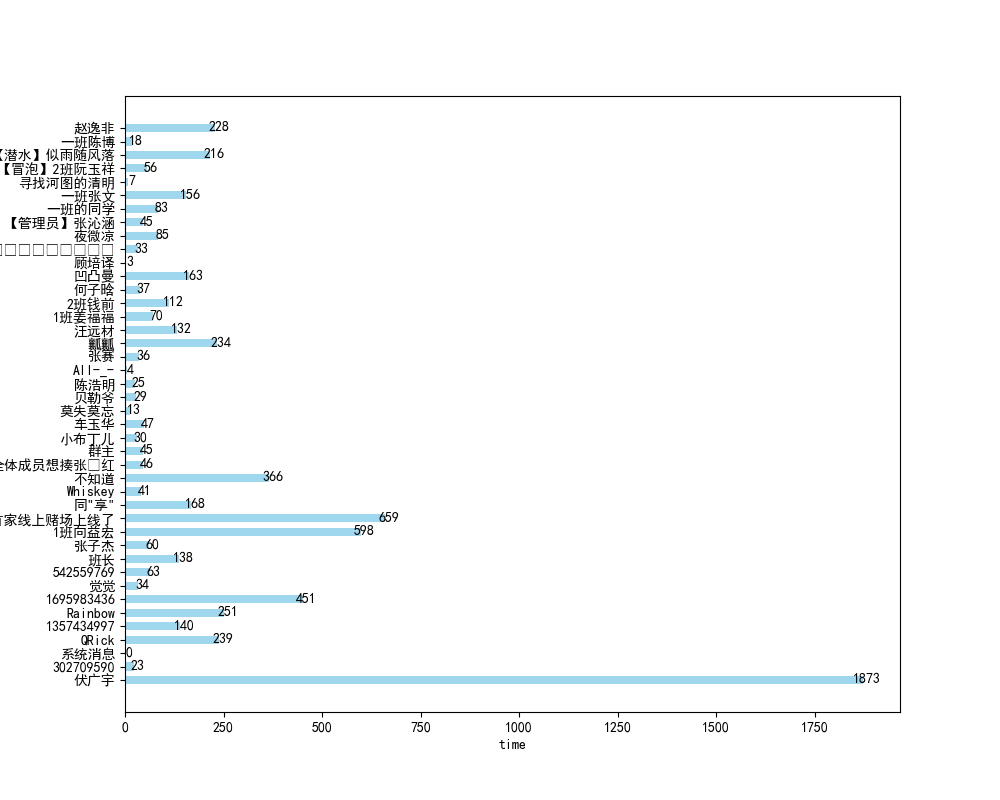 赵逸非 228
一班陈博 18
【潜水】似雨随风落 216
【冒泡】2班阮玉祥 56
寻找河图的清明 7
一班张文 156
一班的同学 83
【管理员】张沁涵 45
夜微凉 85
□□□□□□□□□ 33
顾培译 3
凹凸曼 163
何子晗 37
2班钱前 112
1班姜福福 70
汪远材 132
瓤瓤 234
张赛 36
All-_- 4
陈浩明 25
贝勒爷 29
莫失莫忘 13
车玉华 47
小布丁儿 30
群主 45
全体成员想揍张□红 46
不知道 366
Whiskey 41
同"享" 168
首家线上赌场上线了 659
1班向益宏 598
张子杰 60
班长 138
542559769 63
觉觉 34
1695983436 451
Rainbow 251
1357434997 140
QRick 239
系统消息 0
302709590 23
伏广宇 1873
0 250 500 750 1000 1250 1500 1750
time